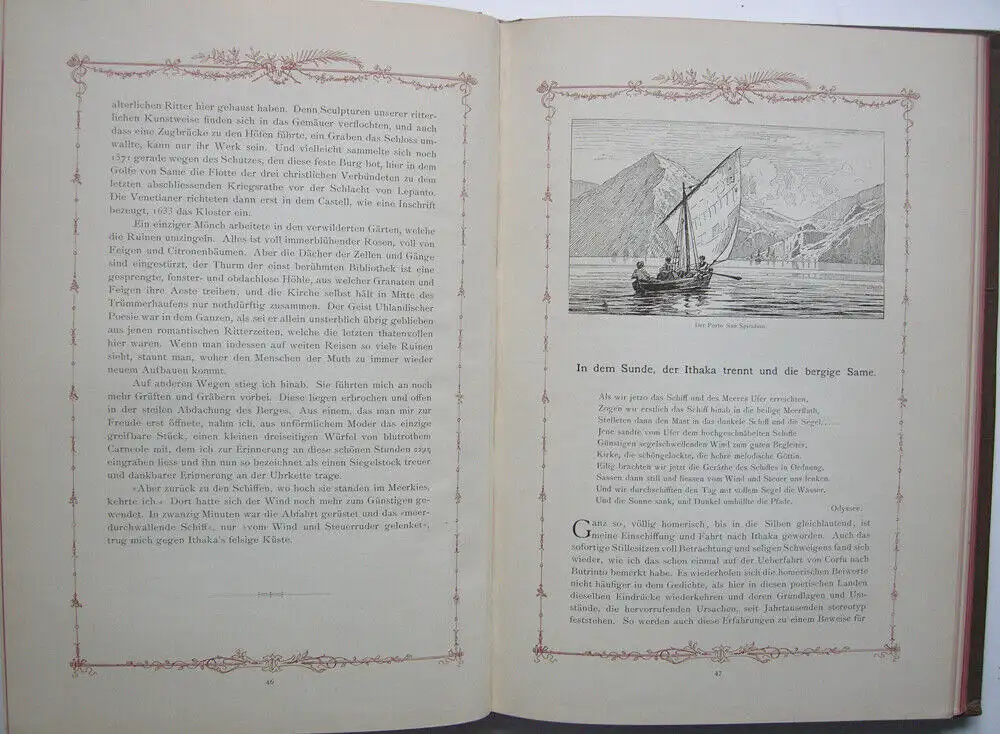 alterlichen Ritter hier gehaust haben. Denn Sculpturen unserer ritter-
lichen Kunstweise finden sich in das Gemäuer verflochten, und auch
dass eine Zugbrücke zu den Höfen führte, ein Graben das Schloss um-
wallte, kann nur ihr Werk sein. Und vielleicht sammelte sich noch
1571 gerade wegen des Schutzes, den diese feste Burg bot, hier in dem
Golfe von Same die Flotte der drei christlichen Verbündeten zu dem
letzten abschliessenden Kriegsrathe vor der Schlacht von Lepanto.
Die Venetianer richteten dann erst in dem Castell, wie eine Inschrift
bezeugt, 1633 das Kloster ein.
Ein einziger Mönch arbeitete in den verwilderten Gärten, welche
die Ruinen umzingeln. Alles ist voll immerblühender Rosen, voll von
Feigen und Citronenbäumen. Aber die Dächer der Zellen und Gänge
sind eingestürzt, der Thurm der einst berühmten Bibliothek ist eine
gesprengte, fenster- und obdachlose Höhle, aus welcher Granaten und
Feigen ihre Aeste treiben, und die Kirche selbst hält in Mitte des
Trümmerhaufens nur nothdürftig zusammen. Der Geist Uhlandischer
Poesie war in dem Ganzen, als sei er allein unsterblich übrig geblieben
aus jenen romantischen Ritterzeiten, welche die letzten thatenvollen
hier waren. Wenn man indessen auf weiten Reisen so viele Ruinen
sieht, staunt man, woher den Menschen der Muth zu immer wieder
neuem Aufbauen kommt.
Auf anderen Wegen stieg ich hinab. Sie führten mich an noch
mehr Grüften und Gräbern vorbei. Diese liegen erbrochen und offen
in der steilen Abdachung des Berges. Aus einem, das man mir zur
Freude erst öffnete, nahm ich, aus unförmlichem Moder das einzige
greifbare Stück, einen kleinen dreiseitigen Würfel von blutrothem
Carneole mit, dem ich zur Erinnerung an diese schönen Stunden
eingraben liess und ihn nun so bezeichnet als einen Siegelstock treuer
und dankbarer Erinnerung an der Uhrkette trage.
»Aber zurück zu den Schiffen, wo hoch sie standen im Meerkies,
kehrte ich.« Dort hatte sich der Wind noch mehr zum Günstigen ge-
wendet. In zwanzig Minuten war die Abfahrt gerüstet und das »meer-
durchwallende Schiff«, nur »vom Wind und Steuerruder gelenket«,
trug mich gegen Ithaka's felsige Küste.
46
Der Porto San Spiridion.
In dem Sunde, der Ithaka trennt und die bergige Same.
Als wir jetzo das Schiff und des Meeres Ufer erreichten,
Zogen wir erstlich das Schiff hinab in die heilige Meerfluth,
Stelleten dann den Mast in das dunkele Schiff und die Segel.....
Jene sandte vom Ufer dem hochgeschnäbelten Schiffe
Günstigen segelschwellenden Wind zum guten Begleiter,
Kirke, die schöngelockte, die hehre melodische Göttin.
Eilig brachten wir jetzt die Geräthe des Schiffes in Ordnung,
Sassen dann still und liessen vom Wind und Steuer uns lenken.
Und wir durchschifften den Tag mit vollem Segel die Wasser,
Und die Sonne sank, und Dunkel umhüllte die Pfade.
Odyssee.
Ganz so, völlig homerisch, bis in die Silben gleichlautend, ist
meine Einschiffung und Fahrt nach Ithaka geworden. Auch das
sofortige Stillesitzen voll Betrachtung und seligen Schweigens fand sich
wieder, wie ich das schon einmal auf der Ueberfahrt von Corfu nach
Butrinto bemerkt habe. Es wiederholen sich die homerischen Beiworte
nicht häufiger in dem Gedichte, als hier in diesen poetischen Landen
dieselben Eindrücke wiederkehren und deren Grundlagen und Um-
stände, die hervorrufenden Ursachen, seit Jahrtausenden stereotyp
feststehen. So werden auch diese Erfahrungen zu einem Beweise für
47